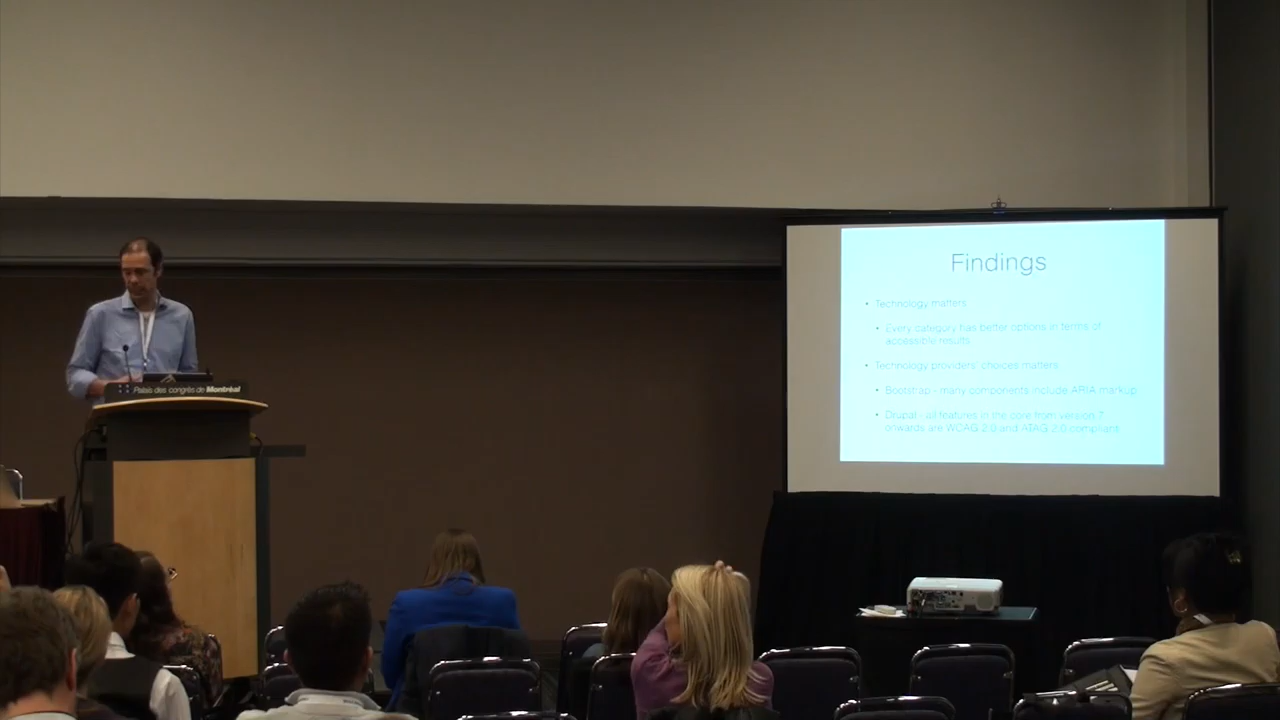 Findings
• Technology matters
• Every category has better options in terms of
accessible results
• Technology providers' choices matters
• Bootstrap - many components include ARIA markup
• Drupal - all features in the core from version 7
onwards are WCAG 2.0 and ATAG 2.0 compliant
Palais des congrès de Montréal